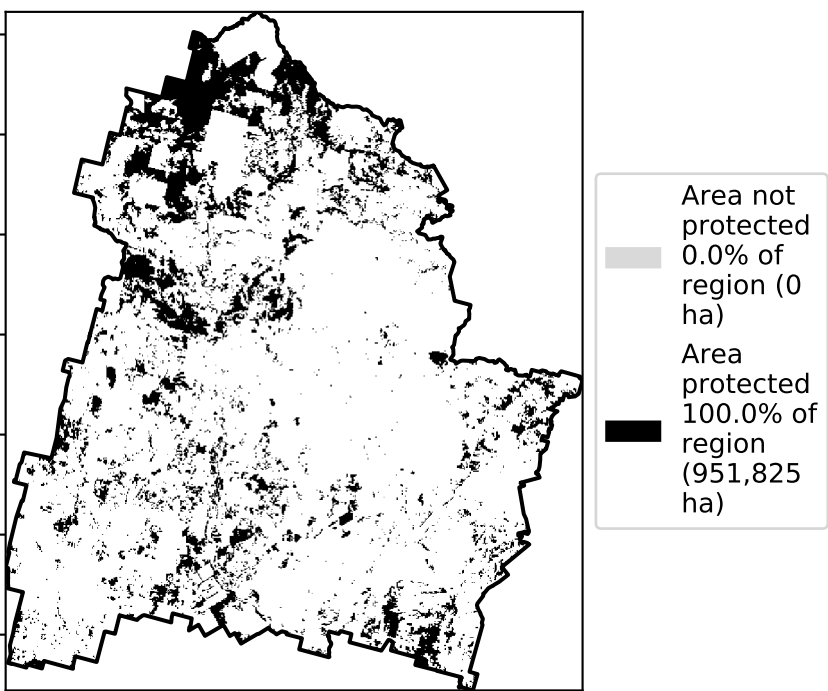 Area not
protected
0.0% of
region (0
ha)
Area
protected
100.0% of
region
(951,825
ha)